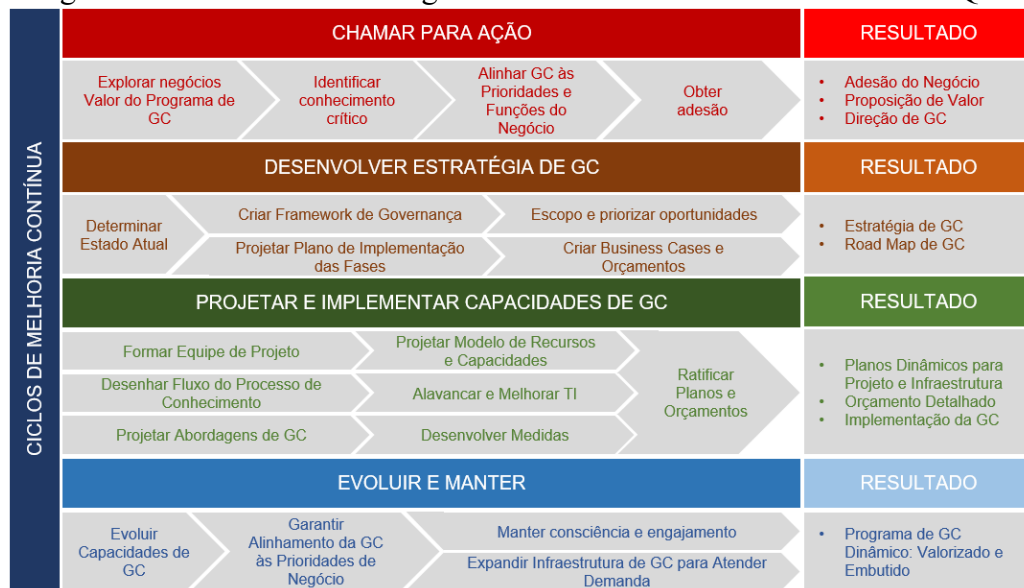 CICLOS DE MELHORIA CONTÍNUA
CHAMAR PARA AÇÃO
RESULTADO
Explorar negócios
Valor do Programa de
GC
Identificar
conhecimento
crítico
Alinhar GC às
Prioridades e
Funções do
Negócio
Obter
adesão
• Adesão do Negócio
• Proposição de Valor
• Direção de GC
DESENVOLVER ESTRATÉGIA DE GC
RESULTADO
Determinar
Estado Atual
Criar Framework de Governança
Escopo e priorizar oportunidades
Projetar Plano de Implementação
das Fases
Criar Business Cases e
Orçamentos
• Estratégia de GC
• Road Map de GC
PROJETAR E IMPLEMENTAR CAPACIDADES DE GC
RESULTADO
Formar Equipe de Projeto
Projetar Modelo de Recursos
e Capacidades
Desenhar Fluxo do Processo de
Conhecimento
Alavancar e Melhorar TI
Projetar Abordagens de GC
Desenvolver Medidas
Ratificar
Planos e
Orçamentos
• Planos Dinâmicos para
Projeto e Infraestrutura
• Orçamento Detalhado
• Implementação da GC
EVOLUIR E MANTER
RESULTADO
Evoluir
Capacidades de
GC
Garantir
Alinhamento da GC
às Prioridades de
Negócio
Manter consciência e engajamento
Expandir Infraestrutura de GC para Atender
Demanda
• Programa de GC
Dinâmico: Valorizado e
Embutido